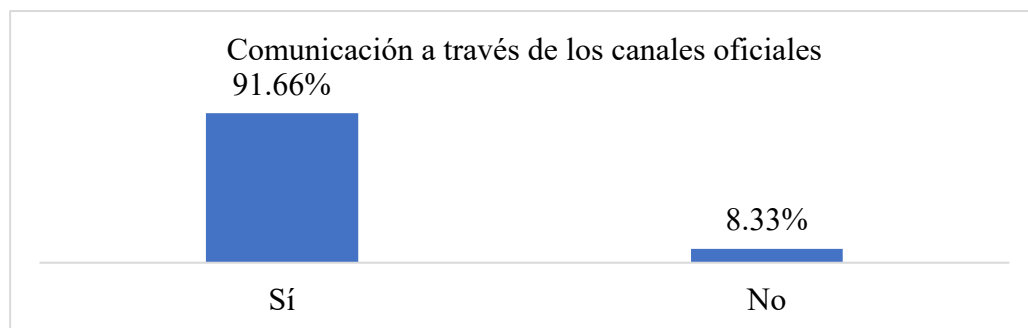 Comunicación a través de los canales oficiales
91.66%
8.33%
Sí
No